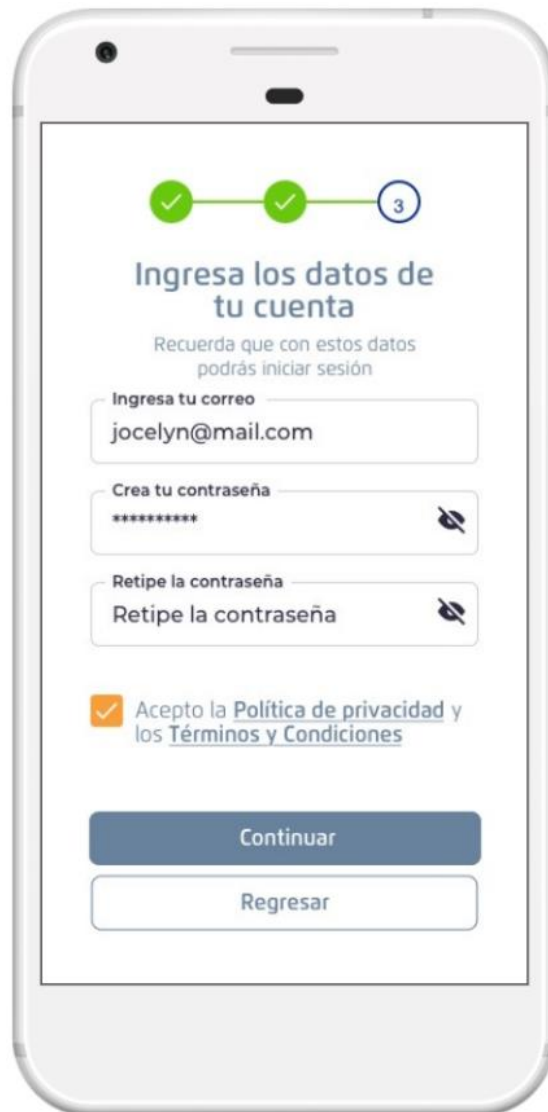 3
Ingresa los datos de
tu cuenta
Recuerda que con estos datos
podrás iniciar sesión
Ingresa tu correo
jocelyn@mail.com
Crea tu contraseña
**********
Retipe la contraseña
Retipe la contraseña
Acepto la Política de privacidad y
los Términos y Condiciones
Continuar
Regresar